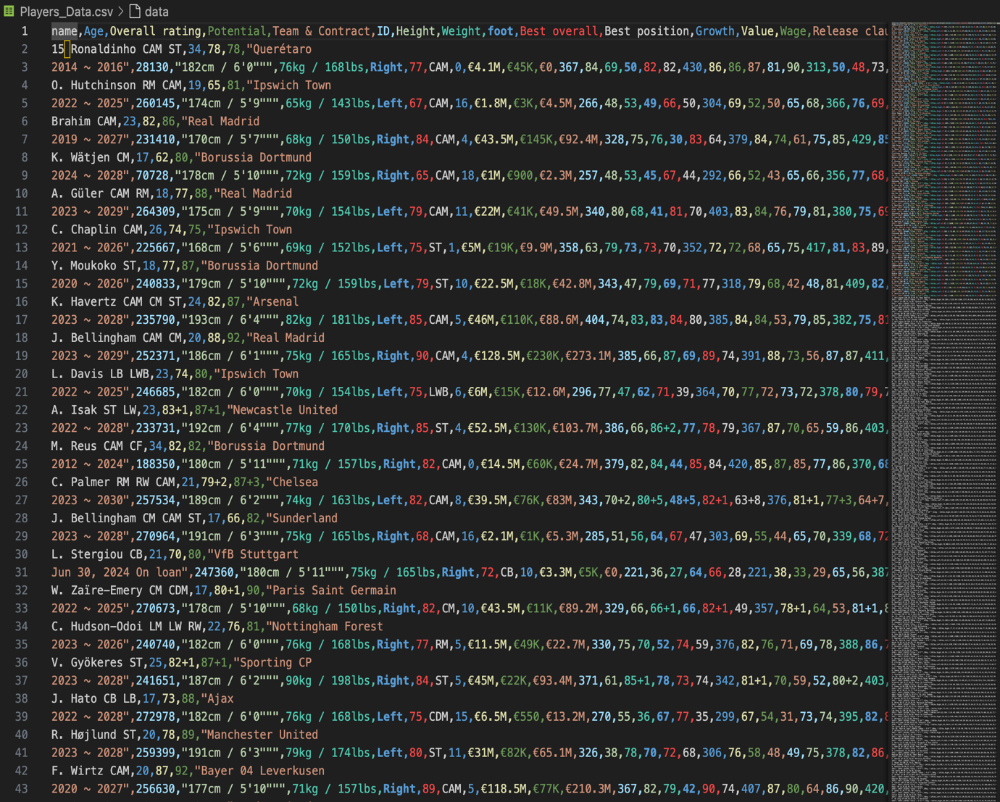 Players_Data.csv > data
1 name,Age,Overall rating,Potential,Team & Contract,ID,Height,Weight,foot,Best overall,Best position,Growth,Value,Wage,Release clau
2 15 Ronaldinho CAM ST,34,78,78,"Querétaro
3 2014 ~ 2016",28130,"182cm / 6'0""",76kg / 168lbs,Right,77,CAM,0,€4.1M,€45K,€0,367,84,69,50,82,82,430,86,86,87,81,90,313,50,48,73,
4 O. Hutchinson RM CAM,19,65,81,"Ipswich Town
5 2022 ~ 2025",260145,"174cm / 5'9""",65kg / 143lbs,Left,67,CAM,16,€1.8M,€3K,€4.5M,266,48,53,49,66,50,304,69,52,50,65,68,366,76,69,
6 Brahim CAM,23,82,86,"Real Madrid
7 2019 ~ 2027",231410,"170cm / 5'7""",68kg / 150lbs,Right,84,CAM,4,€43.5M,€145K,€92.4M,328,75,76,30,83,64,379,84,74,61,75,85,429,85
8 K. Wätjen CM,17,62,80,"Borussia Dortmund
9 2024 ~ 2028",70728,"178cm / 5'10""",72kg / 159lbs,Right,65,CAM,18,€1M,€900,€2.3M,257,48,53,45,67,44,292,66,52,43,65,66,356,77,68,
10 A. Güler CAM RM,18,77,88,"Real Madrid
11 2023 ~ 2029",264309,"175cm / 5'9""",70kg / 154lbs,Left,79,CAM,11,€22M,€41K,€49.5M,340,80,68,41,81,70,403,83,84,76,79,81,380,75,69
12 C. Chaplin CAM,26,74,75,"Ipswich Town
13 2021 ~ 2026",225667,"168cm / 5'6""",69kg / 152lbs,Left,75,ST,1,€5M,€19K,€9.9M,358,63,79,73,73,70,352,72,72,68,65,75,417,81,83,89,
14 Y. Moukoko ST,18,77,87,"Borussia Dortmund
15 2020 ~ 2026",240833,"179cm / 5'10""",72kg / 159lbs,Left,79,ST,10,€22.5M,€18K,€42.8M,343,47,79,69,71,77,318,79,68,42,48,81,409,82,
16 K. Havertz CAM CM ST,24,82,87,"Arsenal
17 2023 ~ 2028",235790,"193cm / 6'4""",82kg / 181lbs,Left,85,CAM,5,€46M,€110K,€88.6M,404,74,83,83,84,80,385,84,84,53,79,85,382,75,81
18 J. Bellingham CAM CM,20,88,92,"Real Madrid
19 2023 ~ 2029",252371,"186cm / 6'1""",75kg / 165lbs,Right,90,CAM,4,€128.5M,€230K,€273.1M,385,66,87,69,89,74,391,88,73,56,87,87,411,
20 L. Davis LB LWB,23,74,80,"Ipswich Town
21 2022 ~ 2025",246685,"182cm / 6'0""",70kg / 154lbs,Left,75,LWB,6,€6M,€15K,€12.6M,296,77,47,62,71,39,364,70,77,72,73,72,378,80,79,7
22 A. Isak ST LW,23,83+1,87+1,"Newcastle United
23 2022 ~ 2028",233731,"192cm / 6'4""",77kg / 170lbs,Right,85,ST,4,€52.5M,€130K,€103.7M,386,66,86+2,77,78,79,367,87,70,65,59,86,403,
24 M. Reus CAM CF,34,82,82,"Borussia Dortmund
25 2012 ~ 2024",188350,"180cm / 5'11""",71kg / 157lbs,Right,82,CAM,0,€14.5M,€60K,€24.7M,379,82,84,44,85,84,420,85,87,85,77,86,370,68
26 C. Palmer RM RW CAM,21,79+2,87+3,"Chelsea
27 2023 ~ 2030",257534,"189cm / 6'2""",74kg / 163lbs,Left,82,CAM,8,€39.5M,€76K,€83M,343,70+2,80+5,48+5,82+1,63+8,376,81+1,77+3,64+7,
28 J. Bellingham CM CAM ST,17,66,82,"Sunderland
29 2023 ~ 2028",270964,"191cm / 6'3""",75kg / 165lbs,Right,68,CAM,16,€2.1M,€1K,€5.3M,285,51,56,64,67,47,303,69,55,44,65,70,339,68,72
30 L. Stergiou CB,21,70,80,"VfB Stuttgart
31 Jun 30, 2024 On loan",247360,"180cm / 5'11""",75kg / 165lbs,Right,72,CB,10,€3.3M,€5K,€0,221,36,27,64,66,28,221,38,33,29,65,56,387
32 W. Zaïre-Emery CM CDM,17,80+1,90,"Paris Saint Germain
33 2022 ~ 2025",270673,"178cm / 5'10""",68kg / 150lbs,Right,82,CM,10,€43.5M,€11K,€89.2M,329,66,66+1,66,82+1,49,357,78+1,64,53,81+1,8
34 C. Hudson-Odoi LM LW RW,22,76,81,"Nottingham Forest
35 2023 ~ 2026",240740,"182cm / 6'0""",76kg / 168lbs,Right,77,RM,5,€11.5M,€49K,€22.7M,330,75,70,52,74,59,376,82,76,71,69,78,388,86,7
36 V. Gyökeres ST,25,82+1,87+1,"Sporting CP
37 2023 ~ 2028",241651,"187cm / 6'2""",90kg / 198lbs,Right,84,ST,5,€45M,€22K,€93.4M,371,61,85+1,78,73,74,342,81+1,70,59,52,80+2,403,
38 J. Hato CB LB,17,73,88,"Ajax
39 2022 ~ 2028",272978,"182cm / 6'0""",76kg / 168lbs,Left,75,CDM,15,€6.5M,€550,€13.2M,270,55,36,67,77,35,299,67,54,31,73,74,395,82,8
40 R. Højlund ST,20,78,89,"Manchester United
41 2023 ~ 2028",259399,"191cm / 6'3""",79kg / 174lbs,Left,80,ST,11,€31M,€82K,€65.1M,326,38,78,70,72,68,306,76,58,48,49,75,378,82,86,
42 F. Wirtz CAM,20,87,92,"Bayer 04 Leverkusen
43 2020 ~ 2027",256630,"177cm / 5'10""",71kg / 157lbs,Right,89,CAM,5,€118.5M,€77K,€210.3M,367,82,79,42,90,74,407,87,80,64,86,90,420,